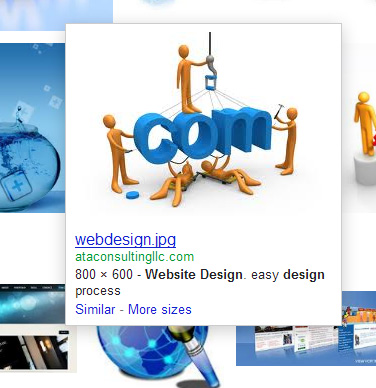 com
webdesign.jpg
ataconsultingllc.com
800 × 600 - Website Design. easy design
process
Similar - More sizes